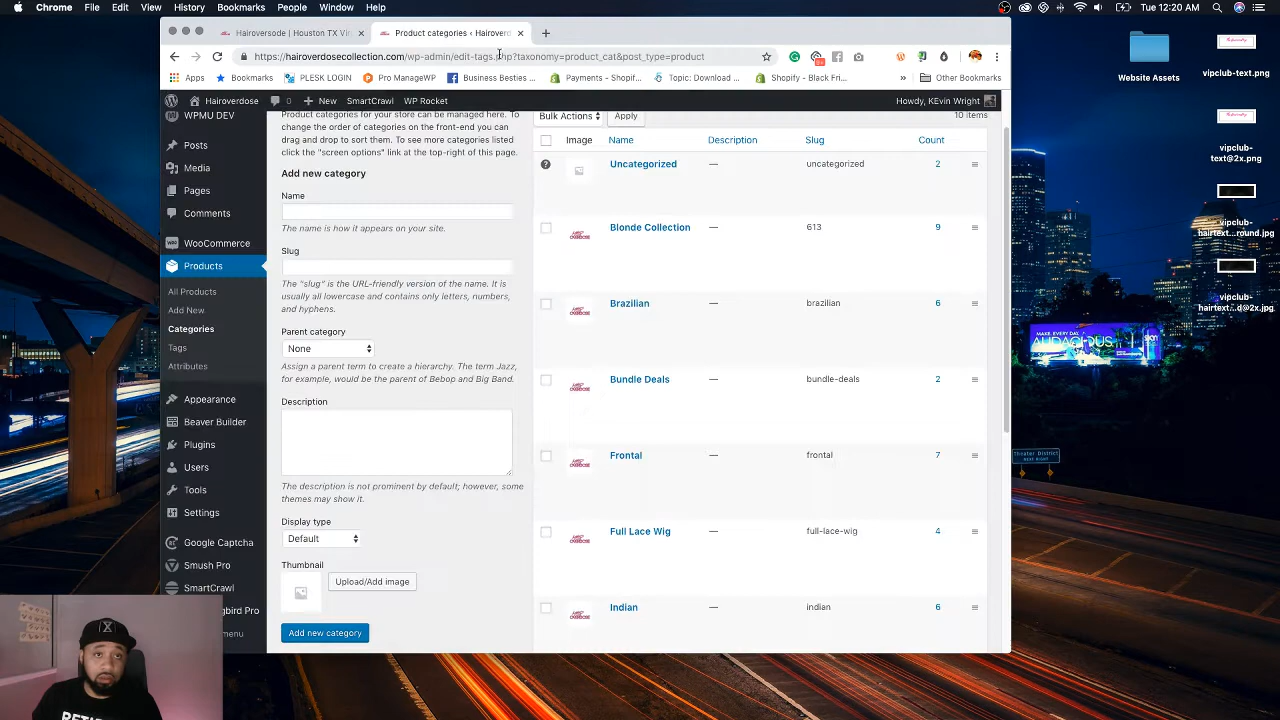 Chrome File Edit View History Bookmarks People Window Help
Tue 12:20 AM
Hairoversode | Houston TX Vir
Product categories ‹ Hairoverd
https://hairoverdosecollection.com/wp-admin/edit-tags.php?taxonomy=product_cat&post_type=product
Apps Bookmarks PLESK LOGIN Pro ManageWP Business Besties ... Payments – Shopif... Topic: Download ... Shopify - Blac Fri... » Other Bookmarks
Hairoverdose 0 + New SmartCrawl WP Rocket Howdy, KEvin Wright
WPMU DEV
Posts
Media
Pages
Comments
WooCommerce
Products
All Products
Add New
Categories
Tags
Attributes
Appearance
Beaver Builder
Plugins
Users
Tools
Settings
Google Captcha
Smush Pro
SmartCrawl
gbird Pro
menu
Product categories for your store can be managed here. To
change the order of categories on the front-end you can
drag and drop to sort them. To see more categories listed
click the "screen options" link at the top-right of this page.
Add new category
Name
The name is how it appears on your site.
Slug
The "slug" is the URL-friendly version of the name. It is
usually all lowercase and contains only letters, numbers,
and hyphens.
Parent category
None
Assign a parent term to create a hierarchy. The term Jazz,
for example, would be the parent of Bebop and Big Band.
Description
The description is not prominent by default; however, some
themes may show it.
Display type
Default
Thumbnail
Upload/Add image
Add new category
Bulk Actions Apply 10 items
Image Name Description Slug Count
Uncategorized — uncategorized 2
Blonde Collection — 613 9
Brazilian — brazilian 6
Bundle Deals — bundle-deals 2
Frontal — frontal 7
Full Lace Wig — full-lace-wig 4
Indian — indian 6
Website Assets
vipclub-text.png
vipclub-
text@2x.png
vipclub-
hairtext...round.jpg
vipclub-
hairtext...d@2x.jpg
MAKE EVERY DAY
AUDACIOUS
Theater District
NEXT RIGHT